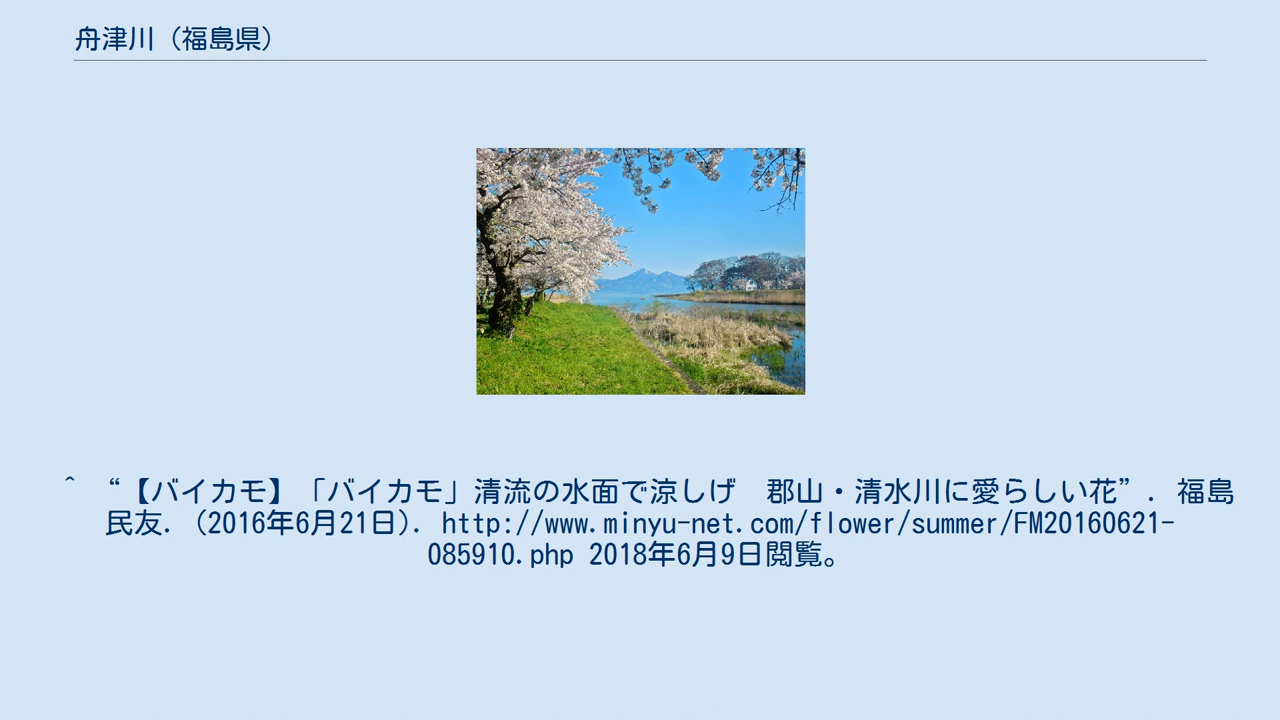 舟津川（福島県）
^ “【バイカモ】「バイカモ」清流の水面で涼しげ　郡山・清水川に愛らしい花”. 福島
民友. (2016年6月21日). http://www.minyu-net.com/flower/summer/FM20160621-
085910.php 2018年6月9日閲覧。